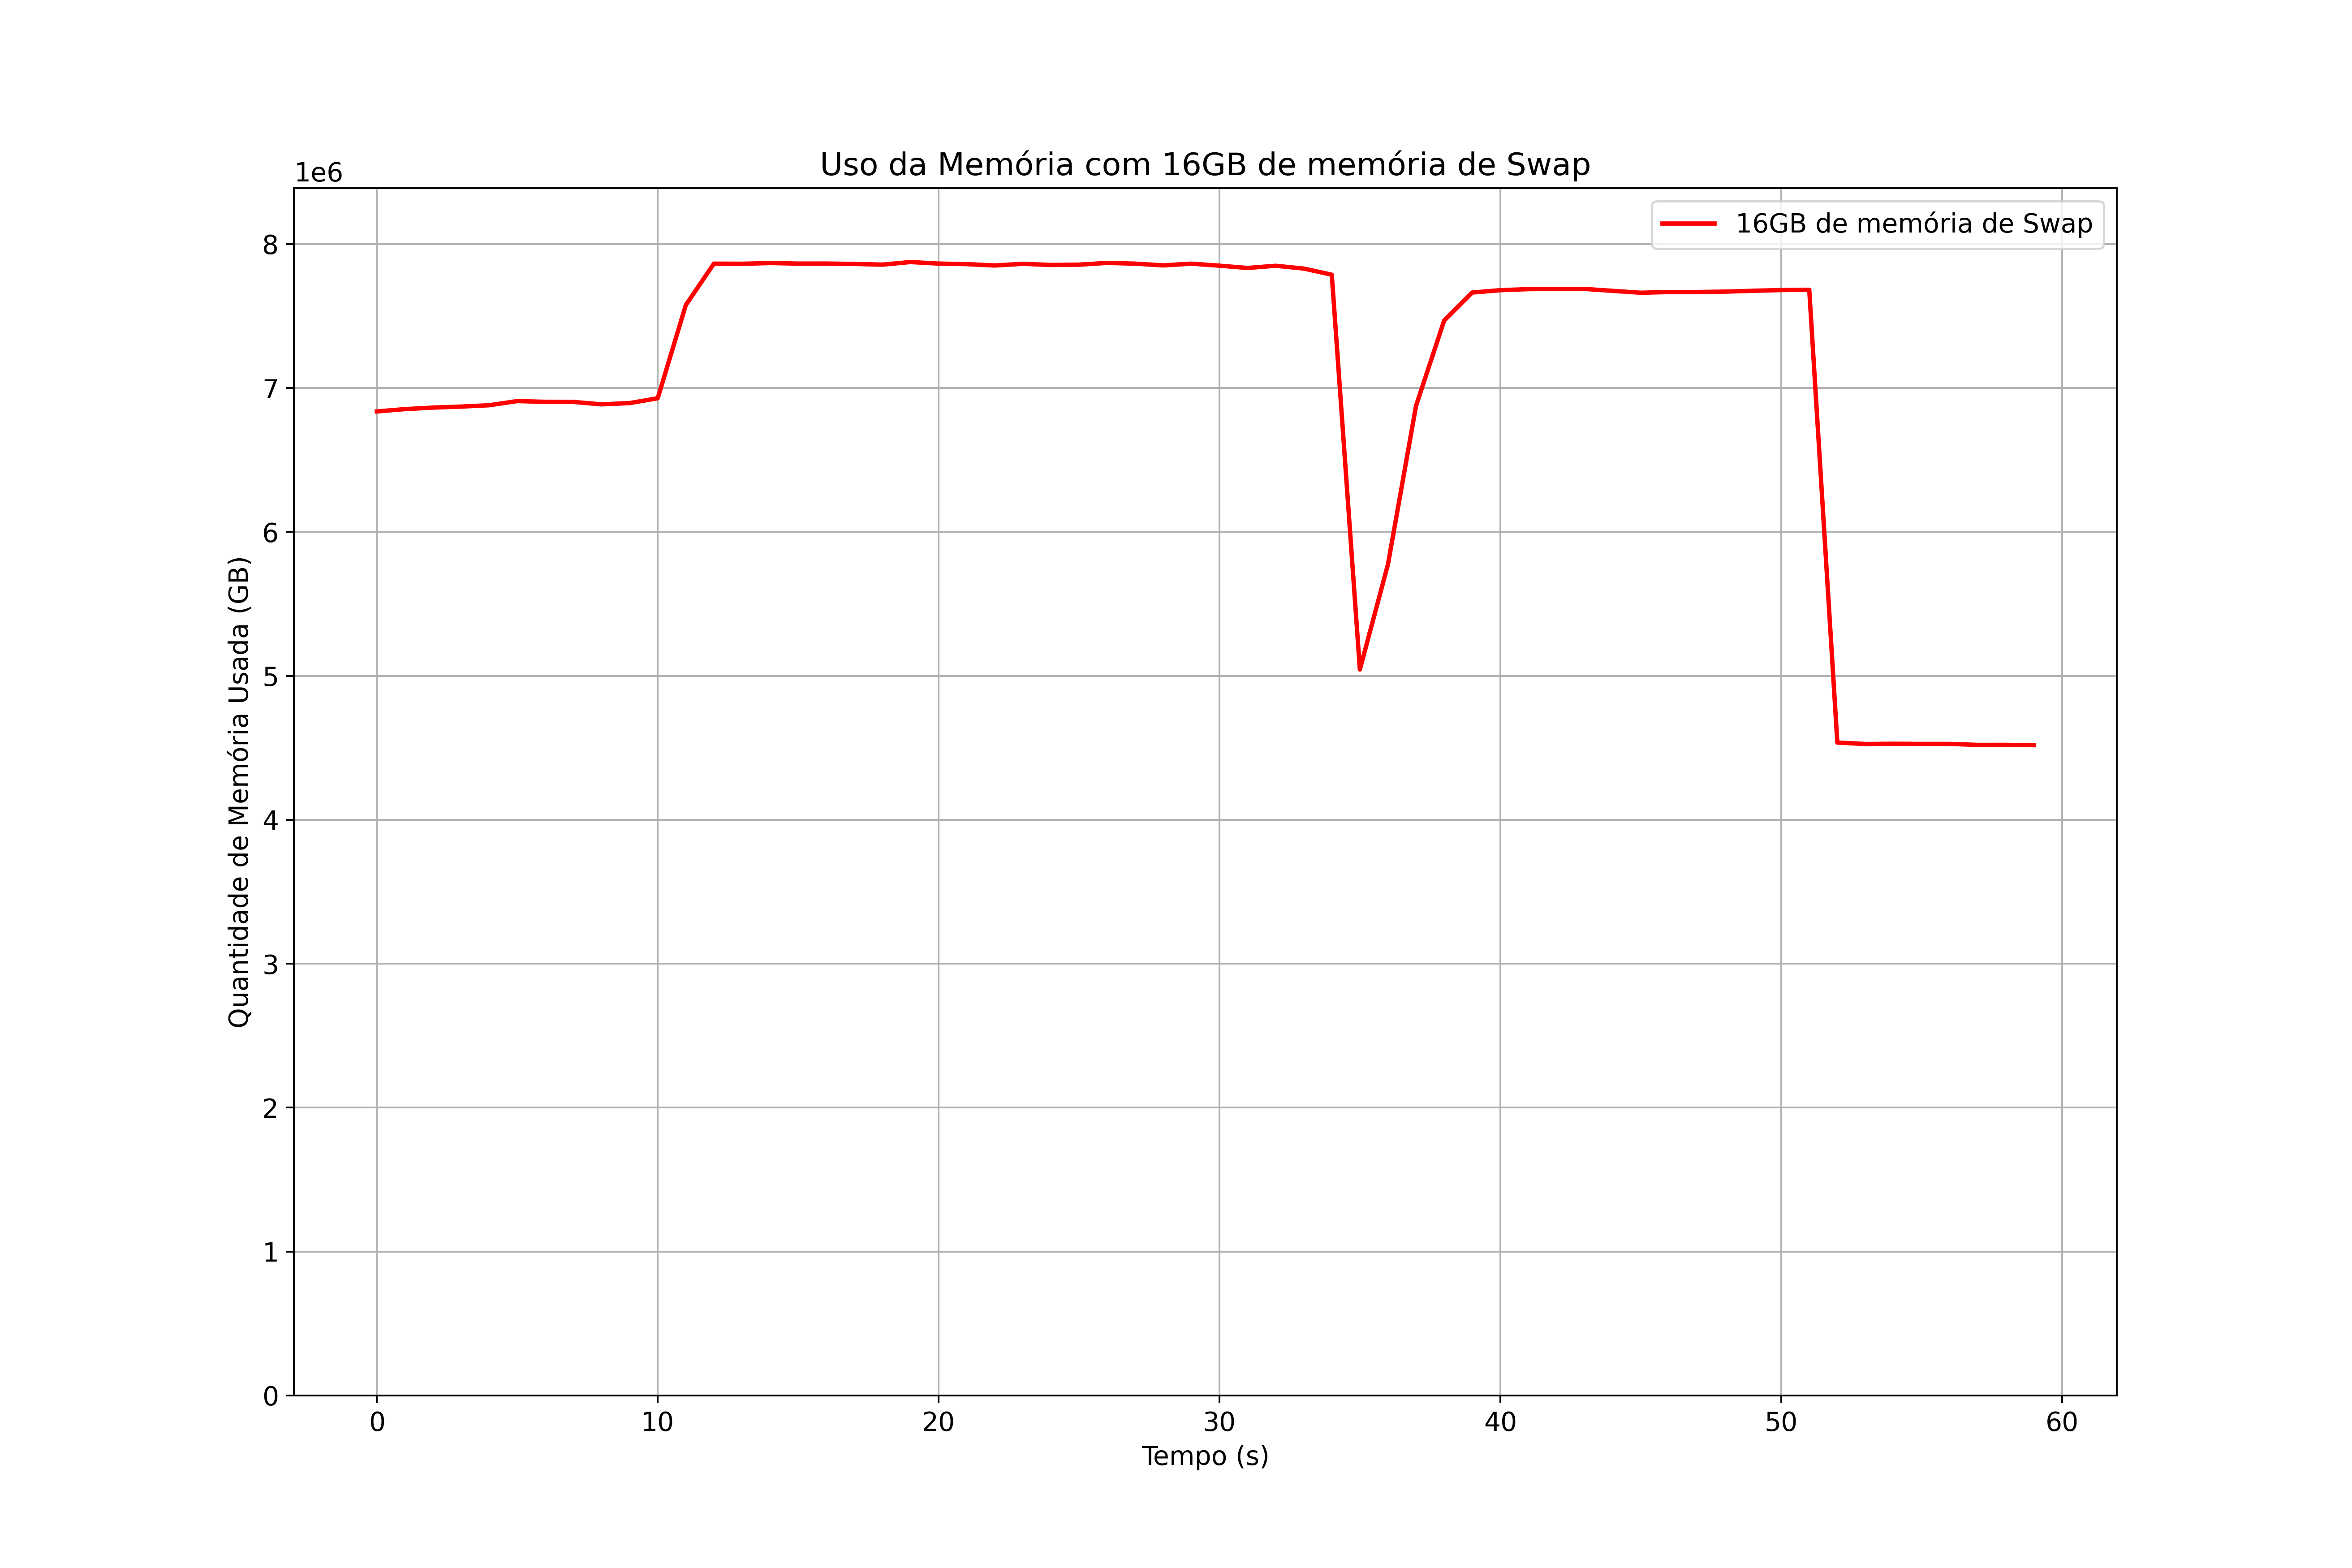 Uso da Memória com 16GB de memória de Swap
1e6
16GB de memória de Swap
8
7
6
5
4
3
2
1
0
Quantidade de Memória Usada (GB)
0 10 20 30 40 50 60
Tempo (s)